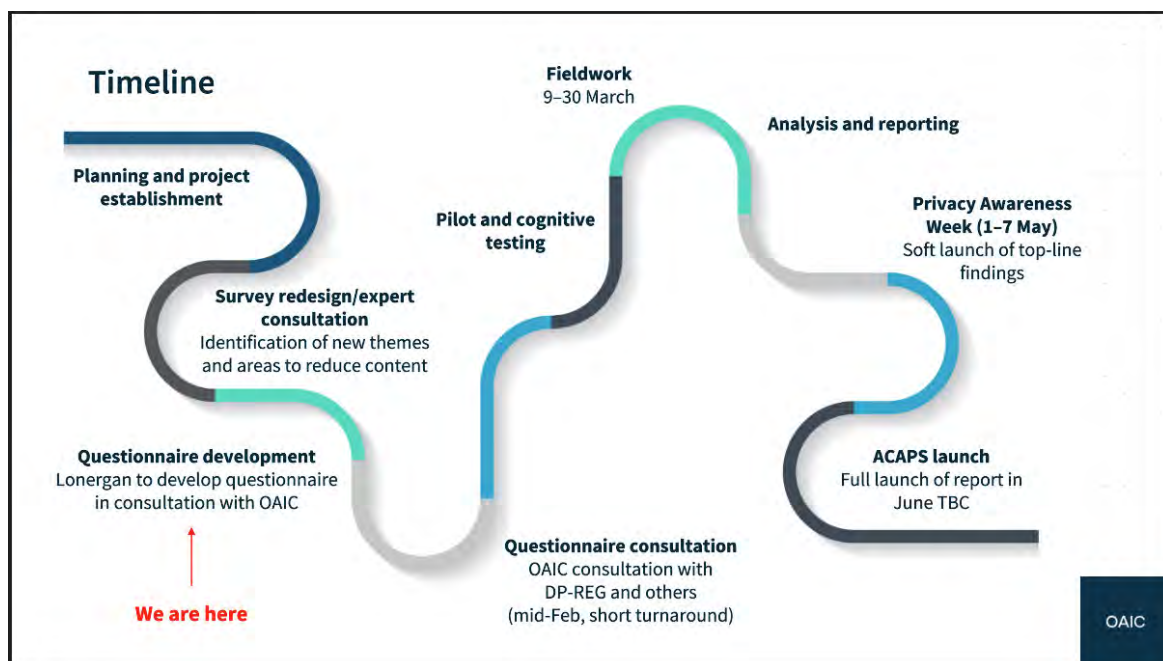 Timeline
Planning and project
establishment
Survey redesign/expert
consultation
Identification of new themes
and areas to reduce content
Questionnaire development
Lonergan to develop questionnaire
in consultation with OAIC
We are here
Questionnaire consultation
OAIC consultation with
DP-REG and others
(mid-Feb, short turnaround)
Pilot and cognitive
testing
Fieldwork
9–30 March
Analysis and reporting
Privacy Awareness
Week (1–7 May)
Soft launch of top-line
findings
ACAPS launch
Full launch of report in
June TBC
OAIC